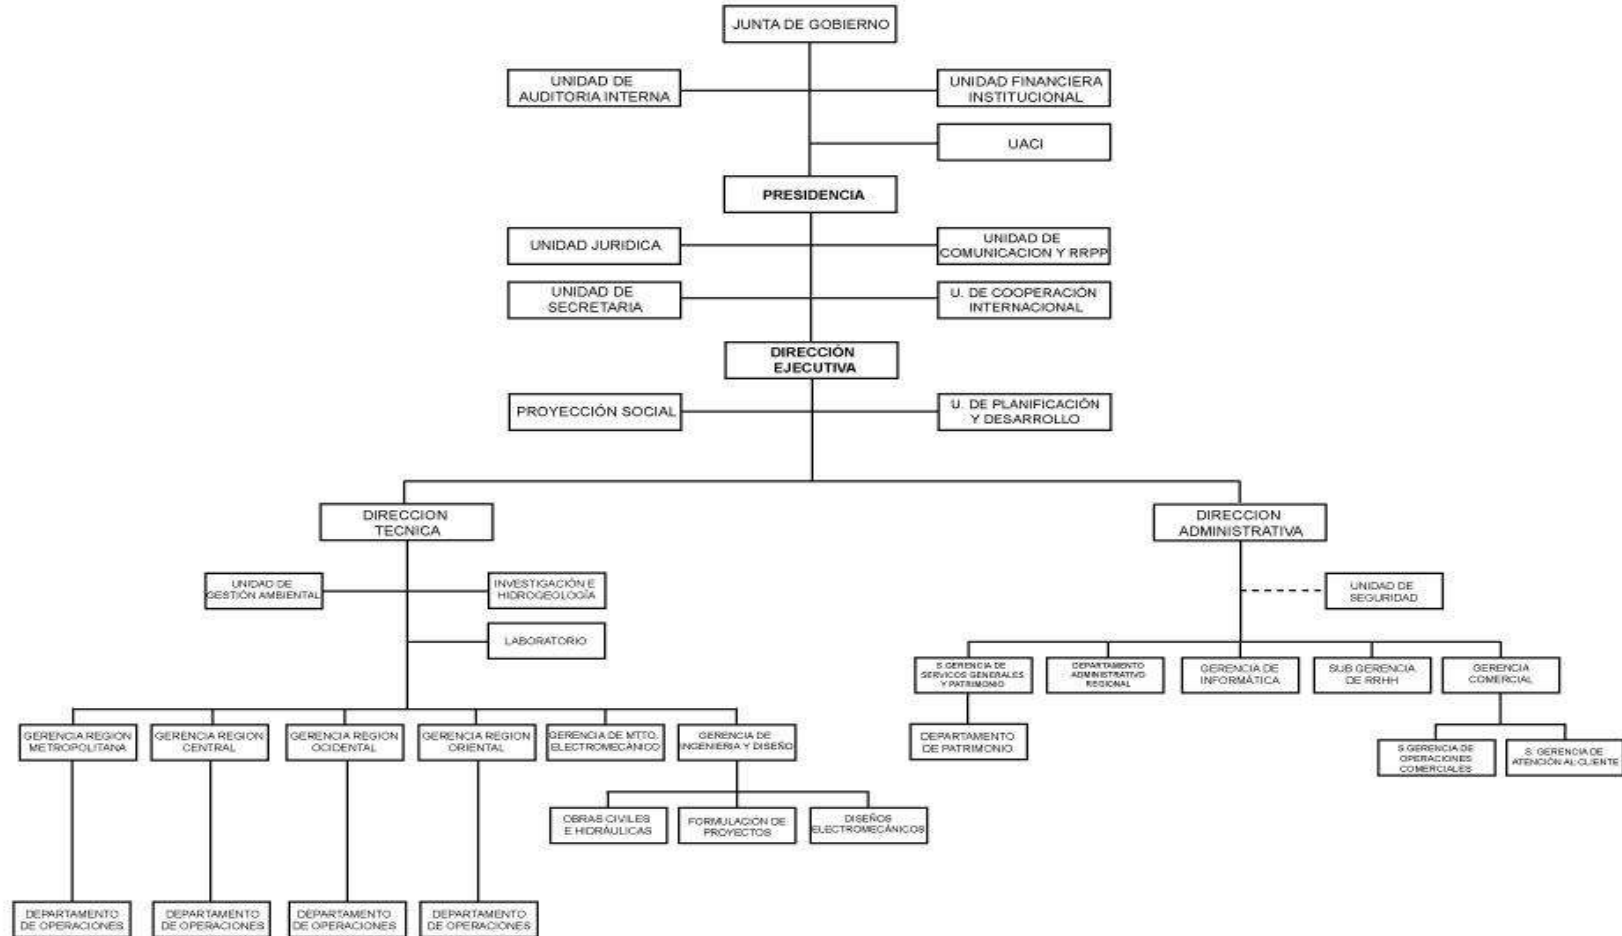 JUNTA DE GOBIERNO
UNIDAD DE
AUDITORIA INTERNA
UNIDAD FINANCIERA
INSTITUCIONAL
UACI
PRESIDENCIA
UNIDAD JURIDICA
UNIDAD DE
COMUNICACION Y RRPP
UNIDAD DE
SECRETARIA
U. DE COOPERACIÓN
INTERNACIONAL
DIRECCIÓN
EJECUTIVA
PROYECCIÓN SOCIAL
U. DE PLANIFICACIÓN
Y DESARROLLO
DIRECCION
TECNICA
DIRECCION
ADMINISTRATIVA
UNIDAD DE
GESTIÓN AMBIENTAL
INVESTIGACIÓN E
HIDROGEOLOGÍA
UNIDAD DE
SEGURIDAD
LABORATORIO
S.GERENCIA DE
SERVICOS GENERALES
Y PATRIMONIO
DEPARTAMENTO
ADMINISTRATIVO
REGIONAL
GERENCIA DE
INFORMÁTICA
SUB GERENCIA
DE RRHH
GERENCIA
COMERCIAL
GERENCIA REGION
METROPOLITANA
GERENCIA REGION
CENTRAL
GERENCIA REGION
OCIDENTAL
GERENCIA REGION
ORIENTAL
GERENCIA DE MTTO.
ELECTROMECÀNICO
GERENCIA DE
INGENIERIA Y DISEÑO
DEPARTAMENTO
DE PATRIMONIO
S.GERENCIA DE
OPERACIONES
COMERCIALES
S. GERENCIA DE
ATENCIÓN AL CLIENTE
OBRAS CIVILES
E HIDRÁULICAS
FORMULACIÓN DE
PROYECTOS
DISEÑOS
ELECTROMECÁNICOS
DEPARTAMENTO
DE OPERACIONES
DEPARTAMENTO
DE OPERACIONES
DEPARTAMENTO
DE OPERACIONES
DEPARTAMENTO
DE OPERACIONES